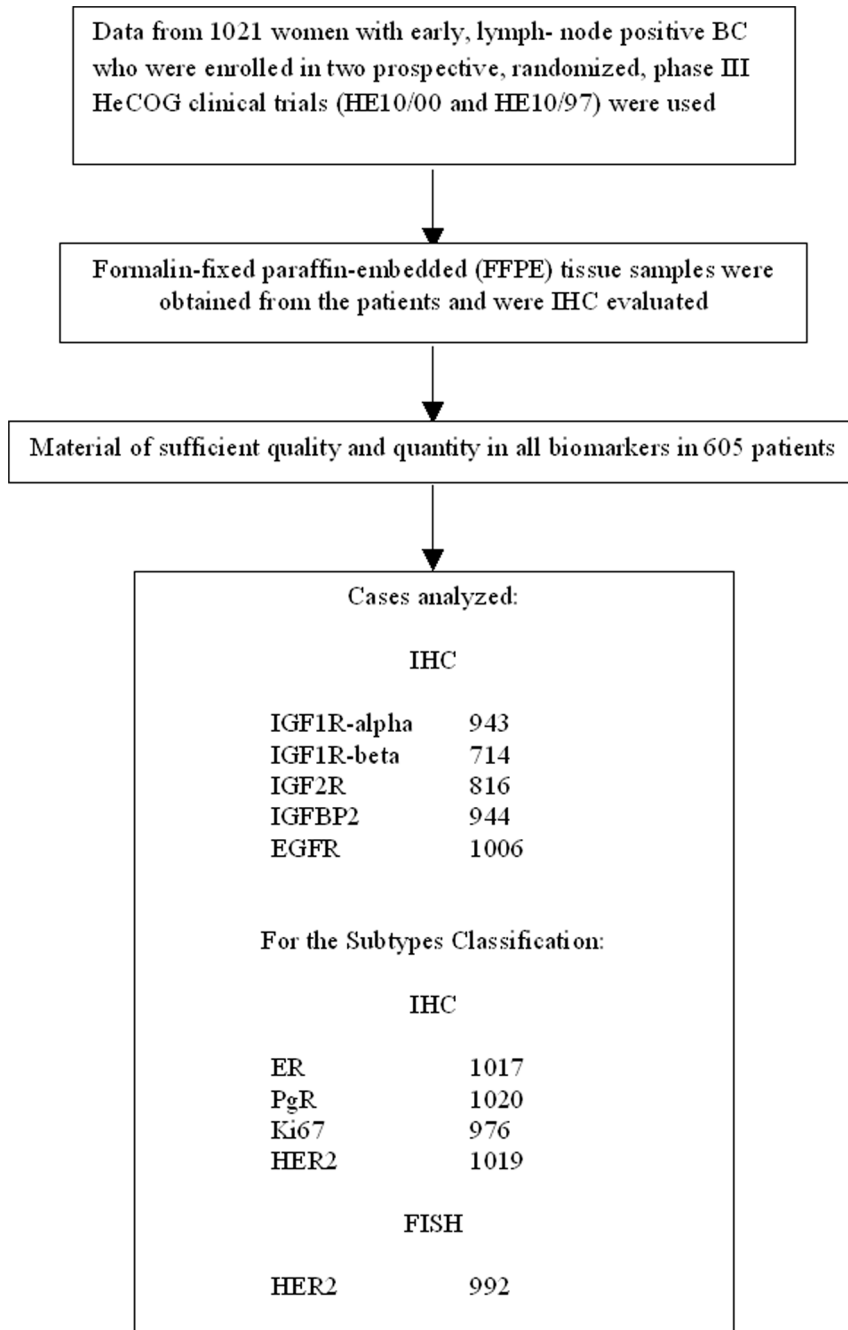 Data from 1021 women with early, lymph- node positive BC
who were enrolled in two prospective, randomized, phase III
HeCOG clinical trials (HE10/00 and HE10/97) were used
Formalin-fixed paraffin-embedded (FFPE) tissue samples were
obtained from the patients and were IHC evaluated
Material of sufficient quality and quantity in all biomarkers in 605 patients
Cases analyzed:
IHC
IGF1R-alpha 943
IGF1R-beta 714
IGF2R 816
IGFBP2 944
EGFR 1006
For the Subtypes Classification:
IHC
ER 1017
PgR 1020
Ki67 976
HER2 1019
FISH
HER2 992